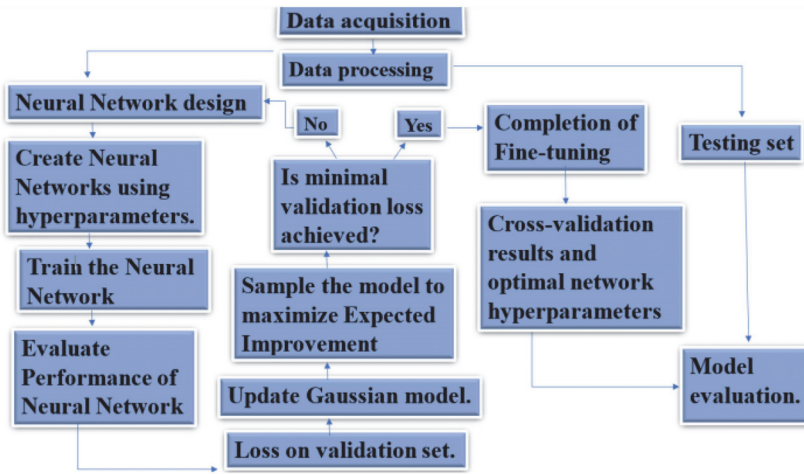 Data acquisition
Data processing
Neural Network design
Create Neural
Networks using
hyperparameters.
Train the Neural
Network
Evaluate
Performance of
Neural Network
Loss on validation set.
Update Gaussian model.
Sample the model to
maximize Expected
Improvement
Is minimal
validation loss
achieved?
No
Yes
Completion of
Fine-tuning
Cross-validation
results and
optimal network
hyperparameters
Testing set
Model
evaluation.